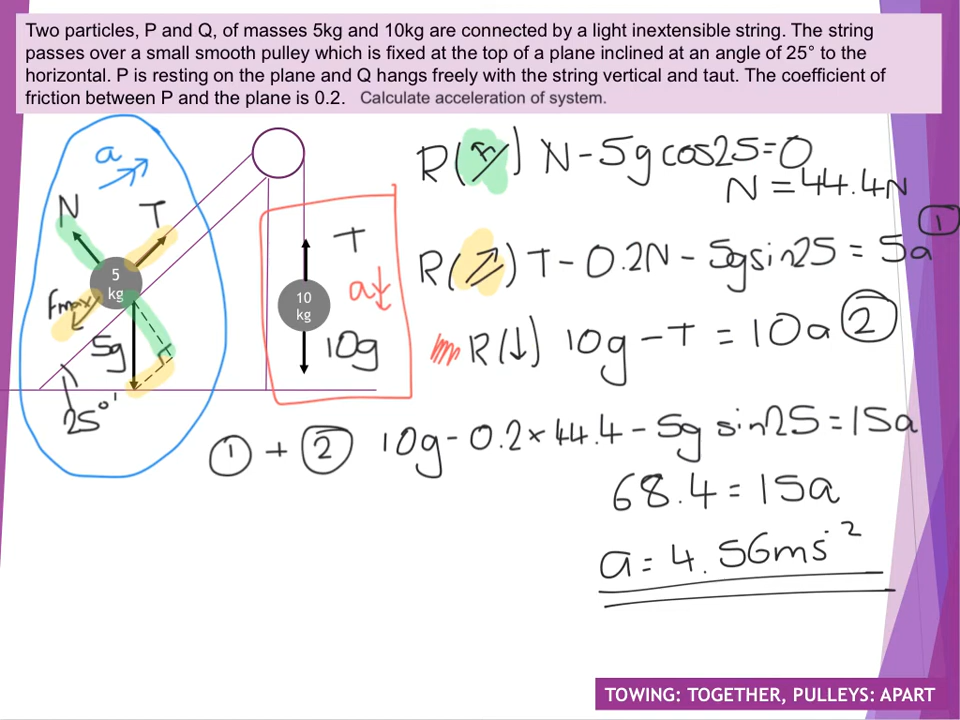 Two particles, P and Q, of masses 5kg and 10kg are connected by a light inextensible string. The string
passes over a small smooth pulley which is fixed at the top of a plane inclined at an angle of 25° to the
horizontal. P is resting on the plane and Q hangs freely with the string vertical and taut. The coefficient of
friction between P and the plane is 0.2. Calculate acceleration of system.
a
N
T
5
kg
Fmax
5g
25°
T
a↓
10
kg
10g
R(↖) N - 5g cos25 = 0
N = 44.4N
R(↗) T - 0.2N - 5g sin25 = 5a ①
R(↓) 10g - T = 10a ②
① + ② 10g - 0.2 × 44.4 - 5g sin25 = 15a
68.4 = 15a
a = 4.56ms⁻²
TOWING: TOGETHER, PULLEYS: APART